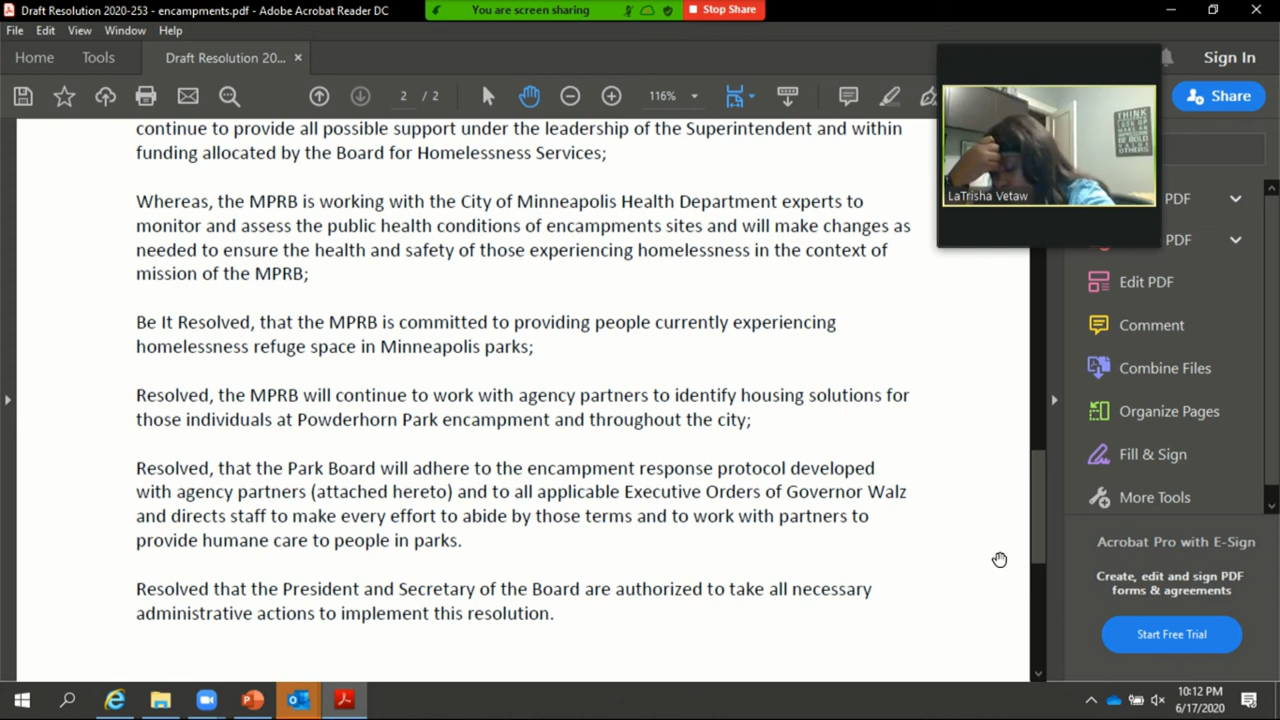 Draft Resolution 2020-253 - encampments.pdf - Adobe Acrobat Reader DC
You are screen sharing
Stop Share
File Edit View Window Help
Home Tools Draft Resolution 20... × Sign In
2 / 2 116% Share
THINK
BE BOLD
VALUE
OTHERS
LaTrisha Vetaw
continue to provide all possible support under the leadership of the Superintendent and within
funding allocated by the Board for Homelessness Services;
Whereas, the MPRB is working with the City of Minneapolis Health Department experts to
monitor and assess the public health conditions of encampments sites and will make changes as
needed to ensure the health and safety of those experiencing homelessness in the context of
mission of the MPRB;
Be It Resolved, that the MPRB is committed to providing people currently experiencing
homelessness refuge space in Minneapolis parks;
Resolved, the MPRB will continue to work with agency partners to identify housing solutions for
those individuals at Powderhorn Park encampment and throughout the city;
Resolved, that the Park Board will adhere to the encampment response protocol developed
with agency partners (attached hereto) and to all applicable Executive Orders of Governor Walz
and directs staff to make every effort to abide by those terms and to work with partners to
provide humane care to people in parks.
Resolved that the President and Secretary of the Board are authorized to take all necessary
administrative actions to implement this resolution.
PDF
PDF
Edit PDF
Comment
Combine Files
Organize Pages
Fill & Sign
More Tools
Acrobat Pro with E-Sign
Create, edit and sign PDF
forms & agreements
Start Free Trial
10:12 PM
6/17/2020